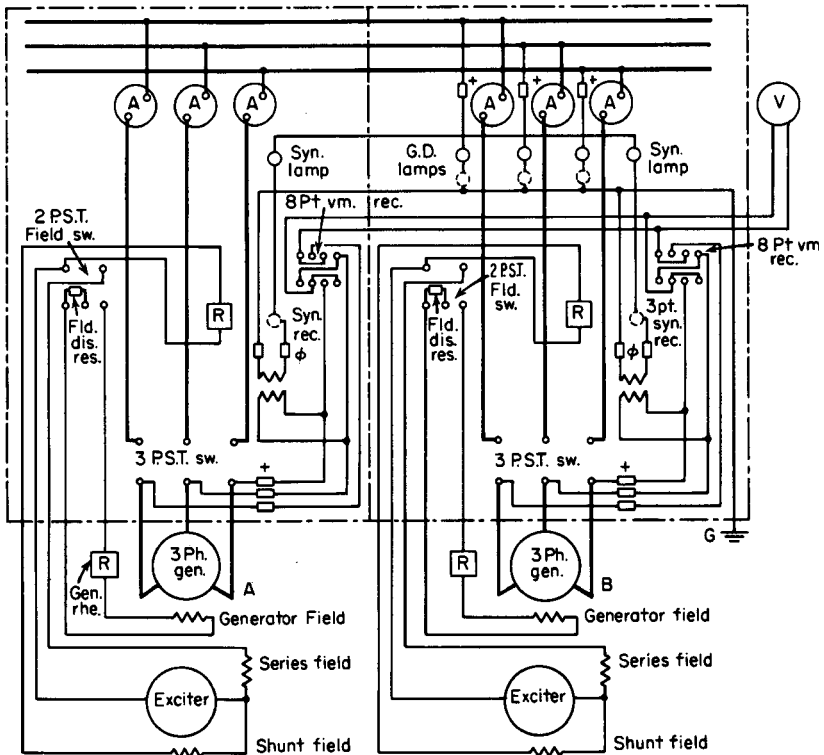 A A A A A A
V
+ + +
Syn.
lamp
G.D.
lamps
Syn.
lamp
8 Pt vm. rec.
2 P.S.T.
Field sw.
8 Pt vm
rec.
2 P.S.T.
Fld.
sw.
R
R
Fld.
dis.
res.
Syn.
rec.
φ
Fld.
dis.
res.
3pt.
syn.
rec.
φ
3 P.S.T. sw.
+
3 P.S.T. sw.
+
G
R
3 Ph.
gen.
A
Gen.
rhe.
R
3 Ph.
gen.
B
Generator Field
Generator field
Series field
Series field
Exciter
Exciter
Shunt field
Shunt field